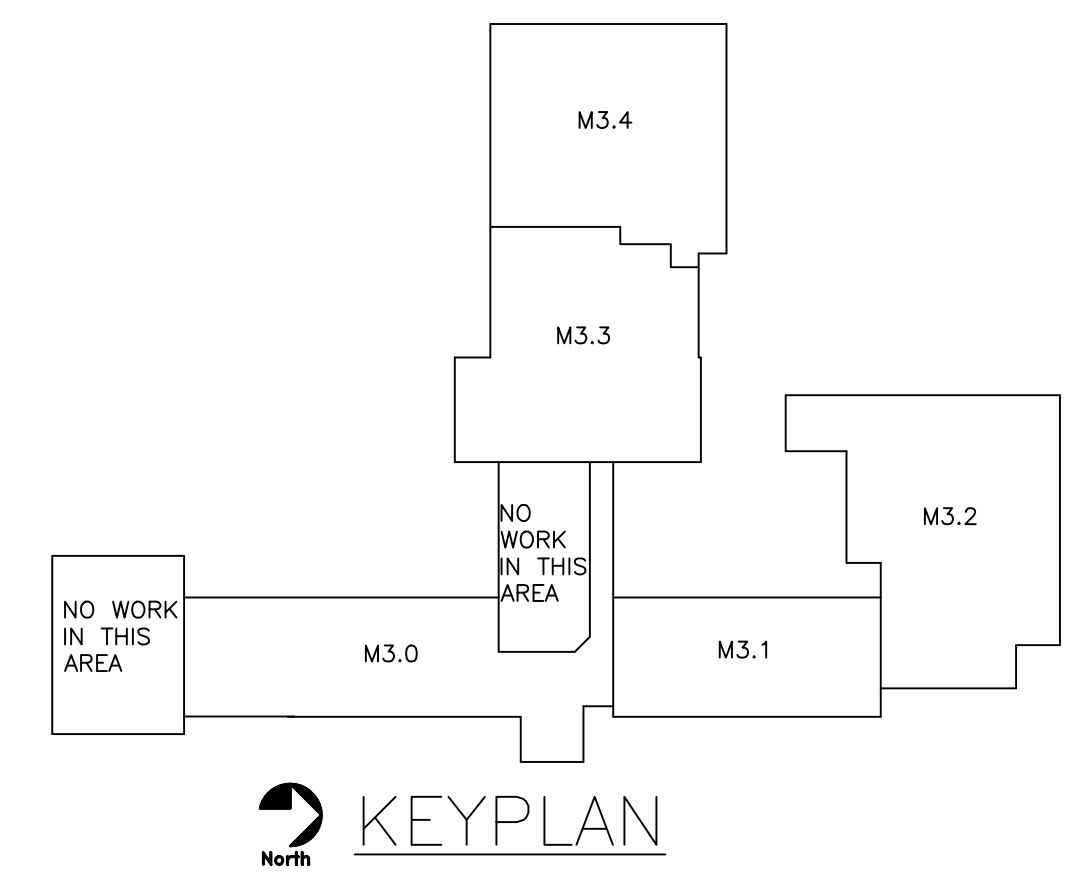 M3.4
M3.3
M3.2
NO
WORK
IN THIS
AREA
NO WORK
IN THIS
AREA
M3.0
M3.1
North
KEYPLAN